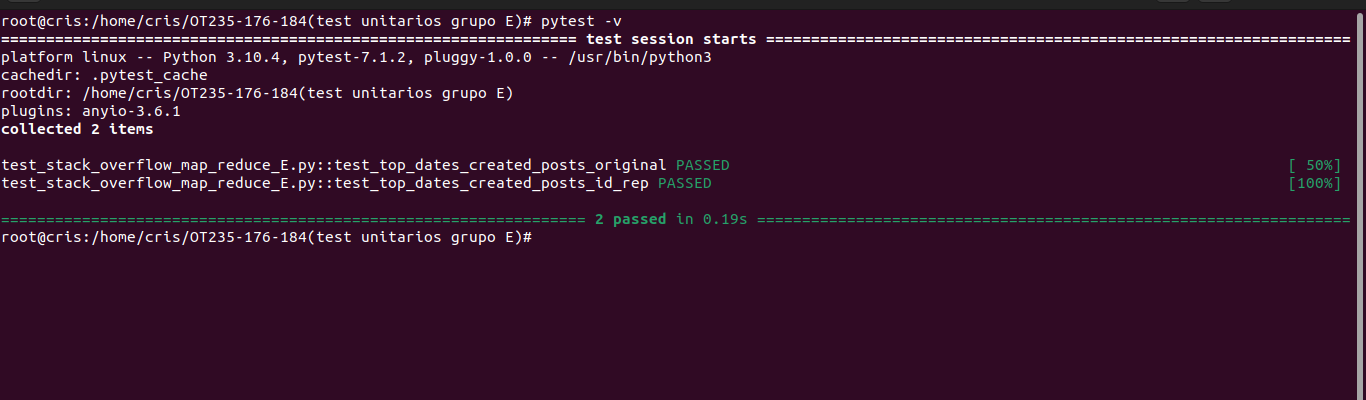 root@cris:/home/cris/OT235-176-184(test unitarios grupo E)# pytest -v
================================================================ test session starts =================================================================
platform linux -- Python 3.10.4, pytest-7.1.2, pluggy-1.0.0 -- /usr/bin/python3
cachedir: .pytest_cache
rootdir: /home/cris/OT235-176-184(test unitarios grupo E)
plugins: anyio-3.6.1
collected 2 items
test_stack_overflow_map_reduce_E.py::test_top_dates_created_posts_original PASSED [ 50%]
test_stack_overflow_map_reduce_E.py::test_top_dates_created_posts_id_rep PASSED [100%]
================================================================= 2 passed in 0.19s ==================================================================
root@cris:/home/cris/OT235-176-184(test unitarios grupo E)#